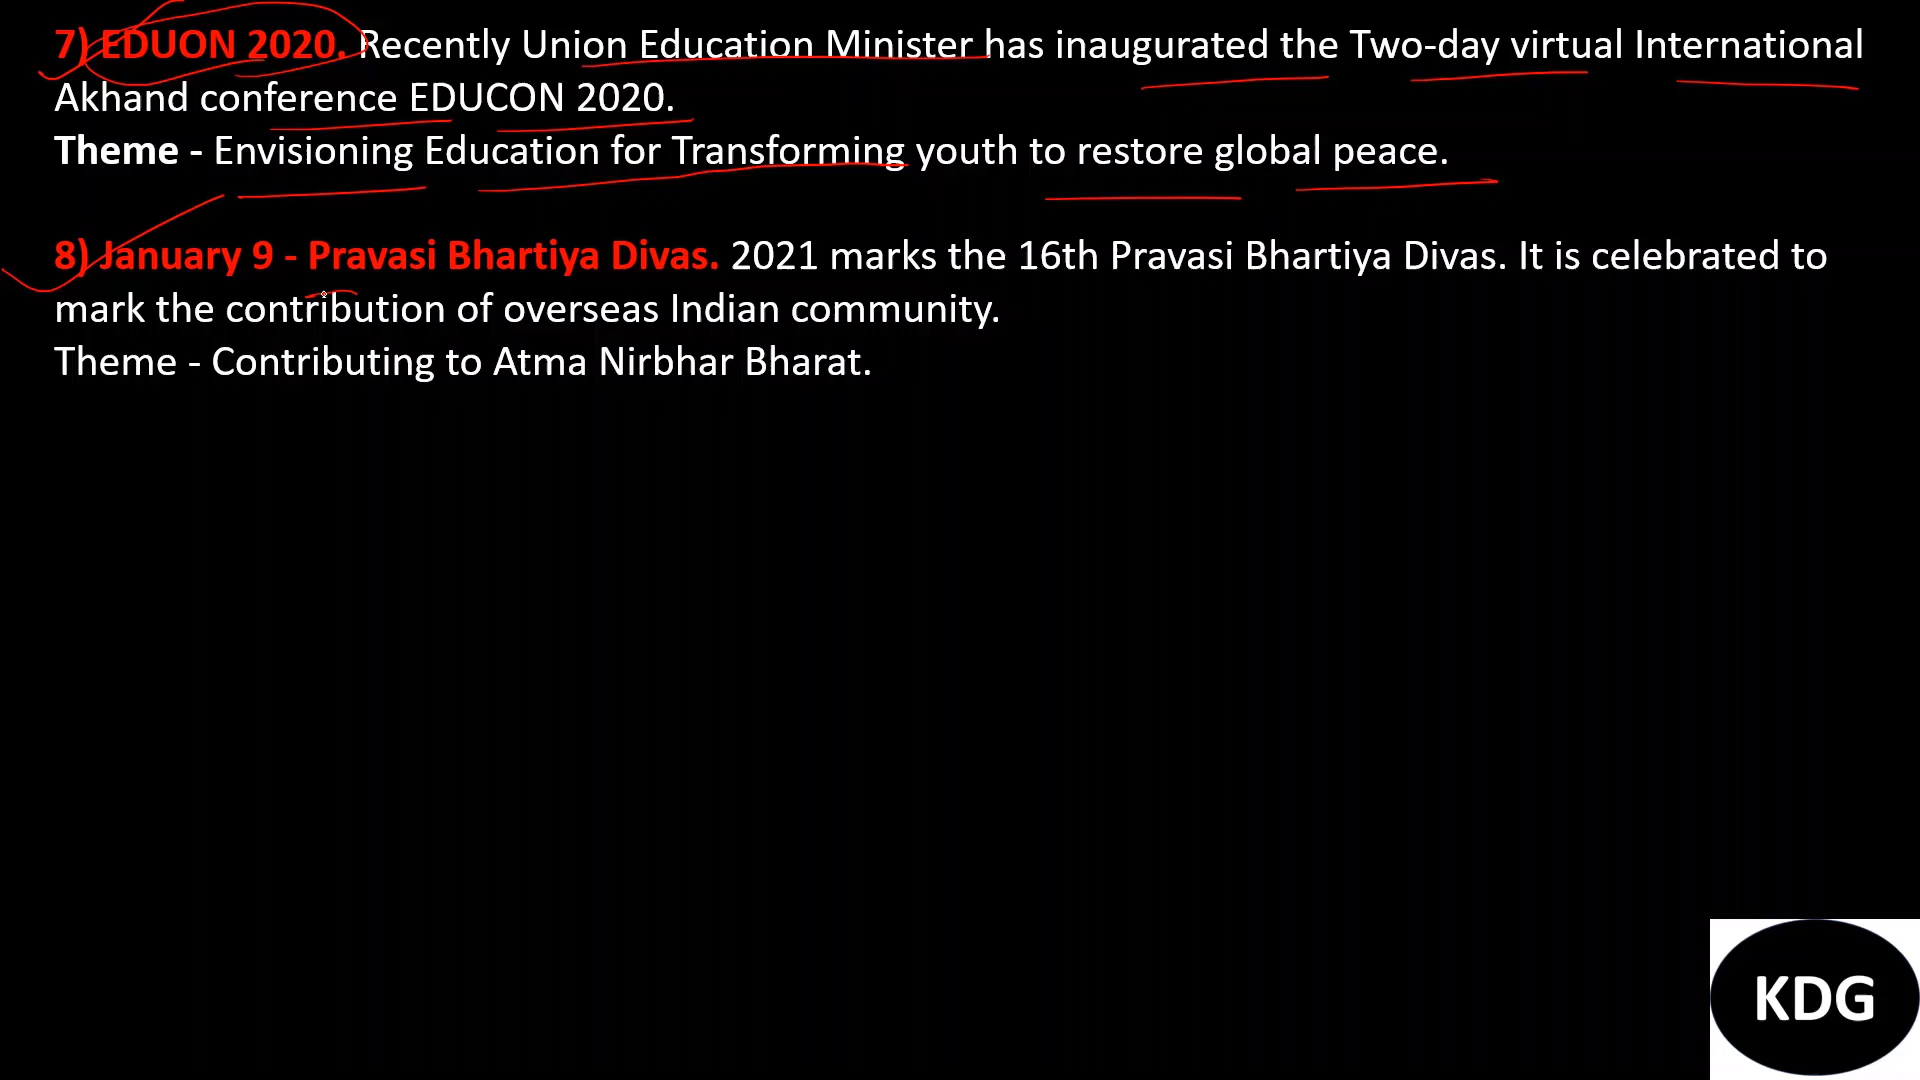 7) EDUON 2020. Recently Union Education Minister has inaugurated the Two-day virtual International
Akhand conference EDUCON 2020.
Theme - Envisioning Education for Transforming youth to restore global peace.
8) January 9 - Pravasi Bhartiya Divas. 2021 marks the 16th Pravasi Bhartiya Divas. It is celebrated to
mark the contribution of overseas Indian community.
Theme - Contributing to Atma Nirbhar Bharat.
KDG